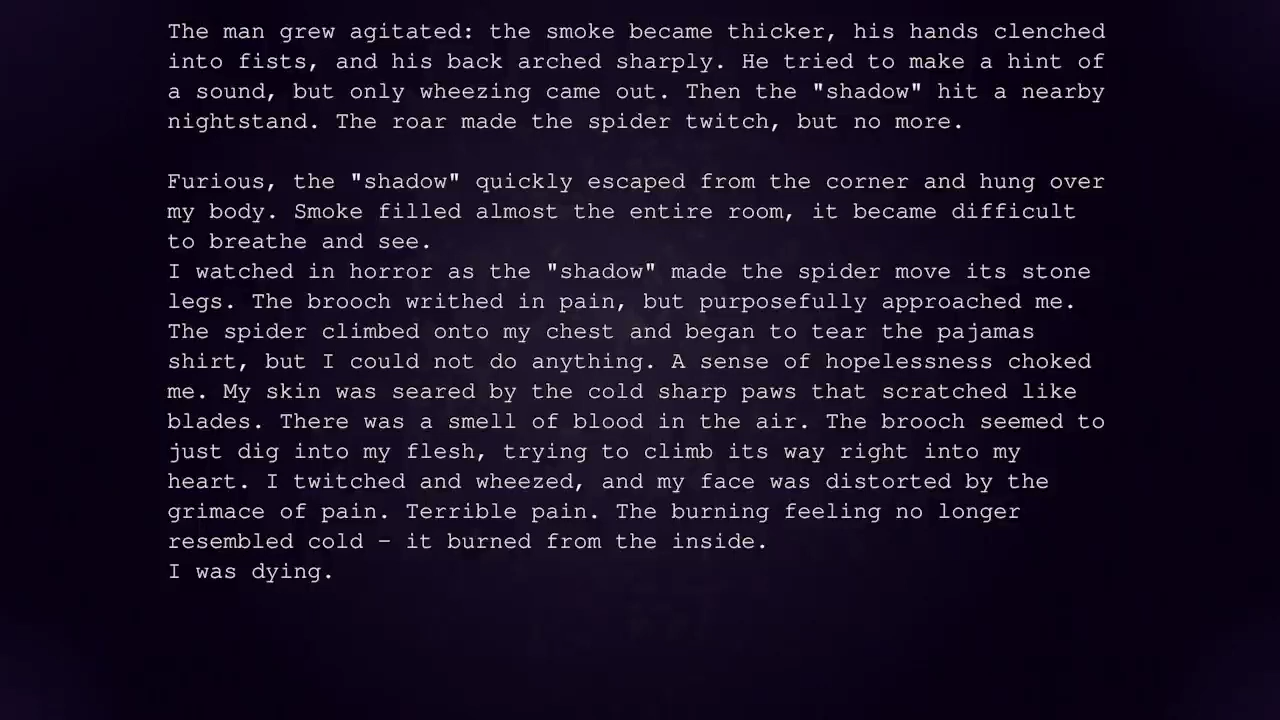 The man grew agitated: the smoke became thicker, his hands clenched
into fists, and his back arched sharply. He tried to make a hint of
a sound, but only wheezing came out. Then the "shadow" hit a nearby
nightstand. The roar made the spider twitch, but no more.
Furious, the "shadow" quickly escaped from the corner and hung over
my body. Smoke filled almost the entire room, it became difficult
to breathe and see.
I watched in horror as the "shadow" made the spider move its stone
legs. The brooch writhed in pain, but purposefully approached me.
The spider climbed onto my chest and began to tear the pajamas
shirt, but I could not do anything. A sense of hopelessness choked
me. My skin was seared by the cold sharp paws that scratched like
blades. There was a smell of blood in the air. The brooch seemed to
just dig into my flesh, trying to climb its way right into my
heart. I twitched and wheezed, and my face was distorted by the
grimace of pain. Terrible pain. The burning feeling no longer
resembled cold – it burned from the inside.
I was dying.